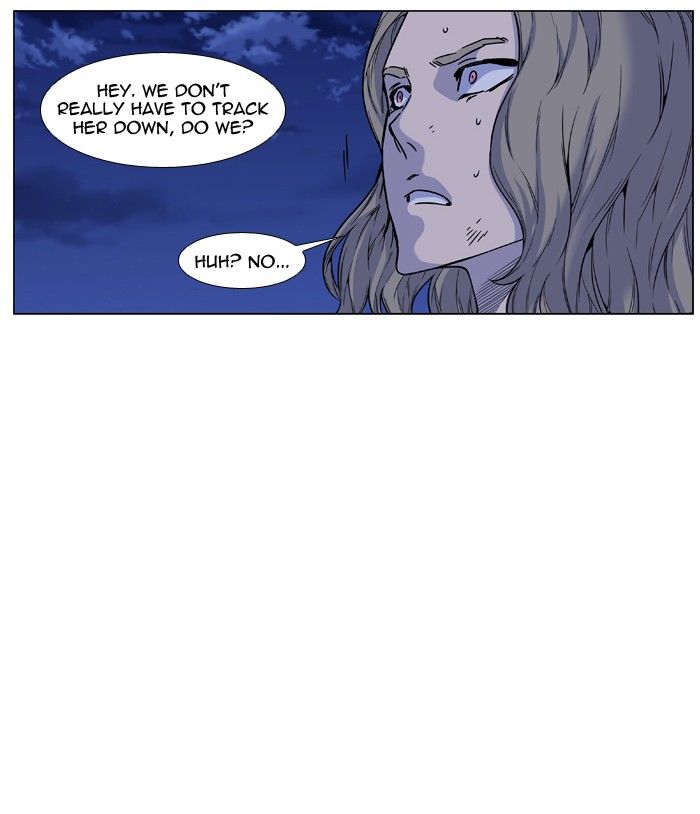 HEY. WE DON'T
REALLY HAVE TO TRACK
HER DOWN, DO WE?
HUH? NO...